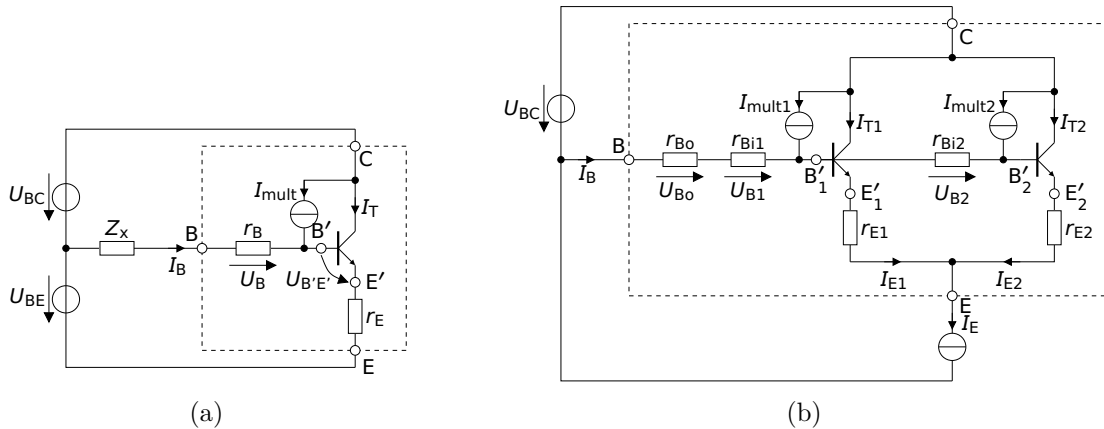 C
U_BC
I_mult
I_T
Z_x
B
r_B
B′
I_B
U_B
U_B'E'
E′
U_BE
r_E
E
(a)
C
U_BC
I_mult1
I_T1
I_mult2
I_T2
B
r_Bo
r_Bi1
r_Bi2
I_B
U_Bo
U_B1
B′_1
U_B2
B′_2
E′_1
E′_2
r_E1
r_E2
I_E1
I_E2
E
I_E
(b)